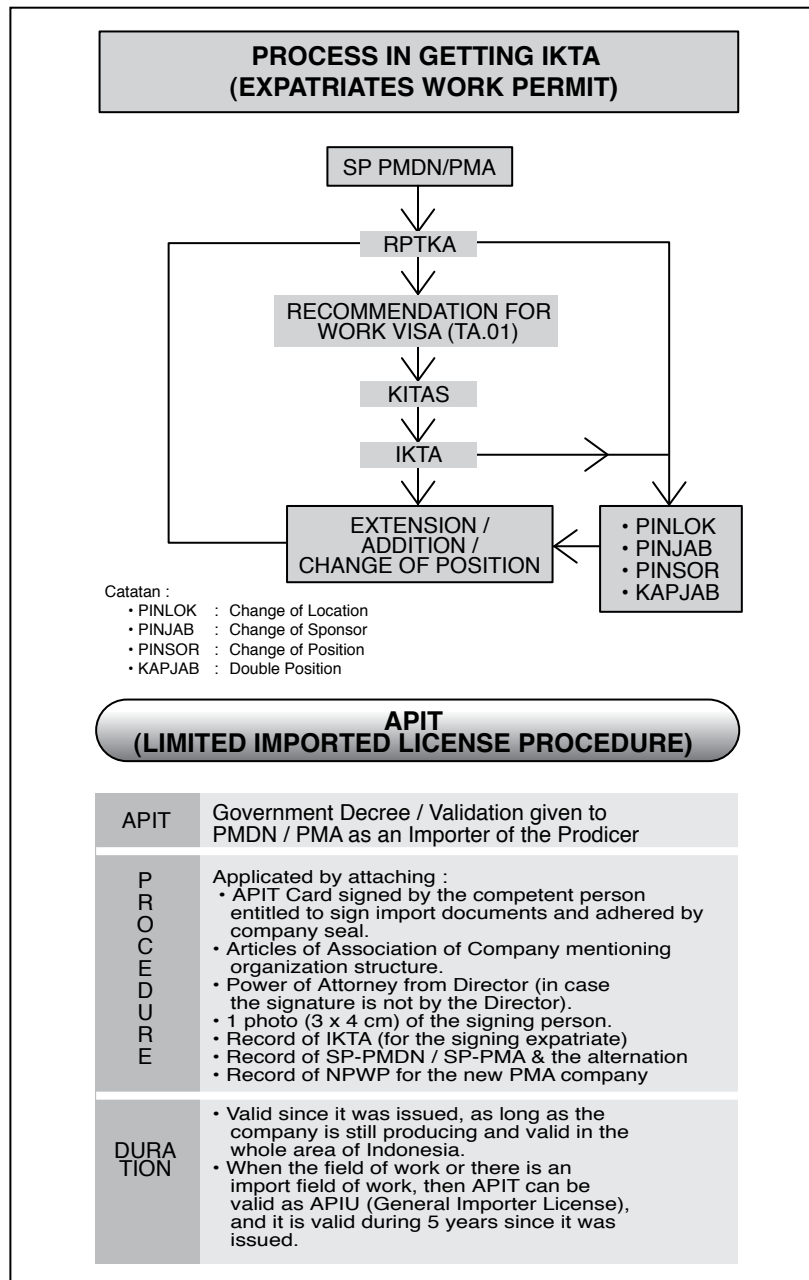 PROCESS IN GETTING IKTA
(EXPATRIATES WORK PERMIT)
SP PMDN/PMA
RPTKA
RECOMMENDATION FOR
WORK VISA (TA.01)
KITAS
IKTA
EXTENSION /
ADDITION /
CHANGE OF POSITION
• PINLOK
• PINJAB
• PINSOR
• KAPJAB
Catatan :
• PINLOK : Change of Location
• PINJAB : Change of Sponsor
• PINSOR : Change of Position
• KAPJAB : Double Position
APIT
(LIMITED IMPORTED LICENSE PROCEDURE)
APIT
Government Decree / Validation given to
PMDN / PMA as an Importer of the Prodicer
P
R
O
C
E
D
U
R
E
Applicated by attaching :
• APIT Card signed by the competent person
entitled to sign import documents and adhered by
company seal.
• Articles of Association of Company mentioning
organization structure.
• Power of Attorney from Director (in case
the signature is not by the Director).
• 1 photo (3 x 4 cm) of the signing person.
• Record of IKTA (for the signing expatriate)
• Record of SP-PMDN / SP-PMA & the alternation
• Record of NPWP for the new PMA company
DURA
TION
• Valid since it was issued, as long as the
company is still producing and valid in the
whole area of Indonesia.
• When the field of work or there is an
import field of work, then APIT can be
valid as APIU (General Importer License),
and it is valid during 5 years since it was
issued.